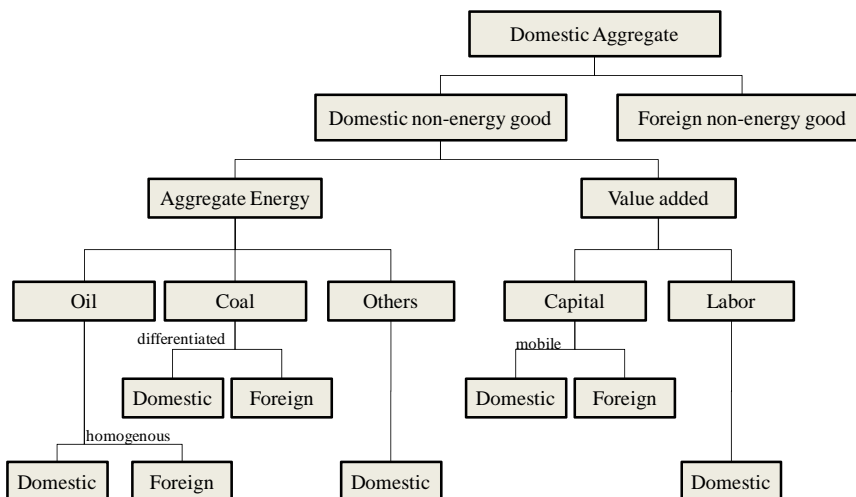 Domestic Aggregate
Domestic non-energy good
Foreign non-energy good
Aggregate Energy
Value added
Oil
Coal
Others
Capital
Labor
differentiated
mobile
Domestic
Foreign
Domestic
Foreign
homogenous
Domestic
Foreign
Domestic
Domestic